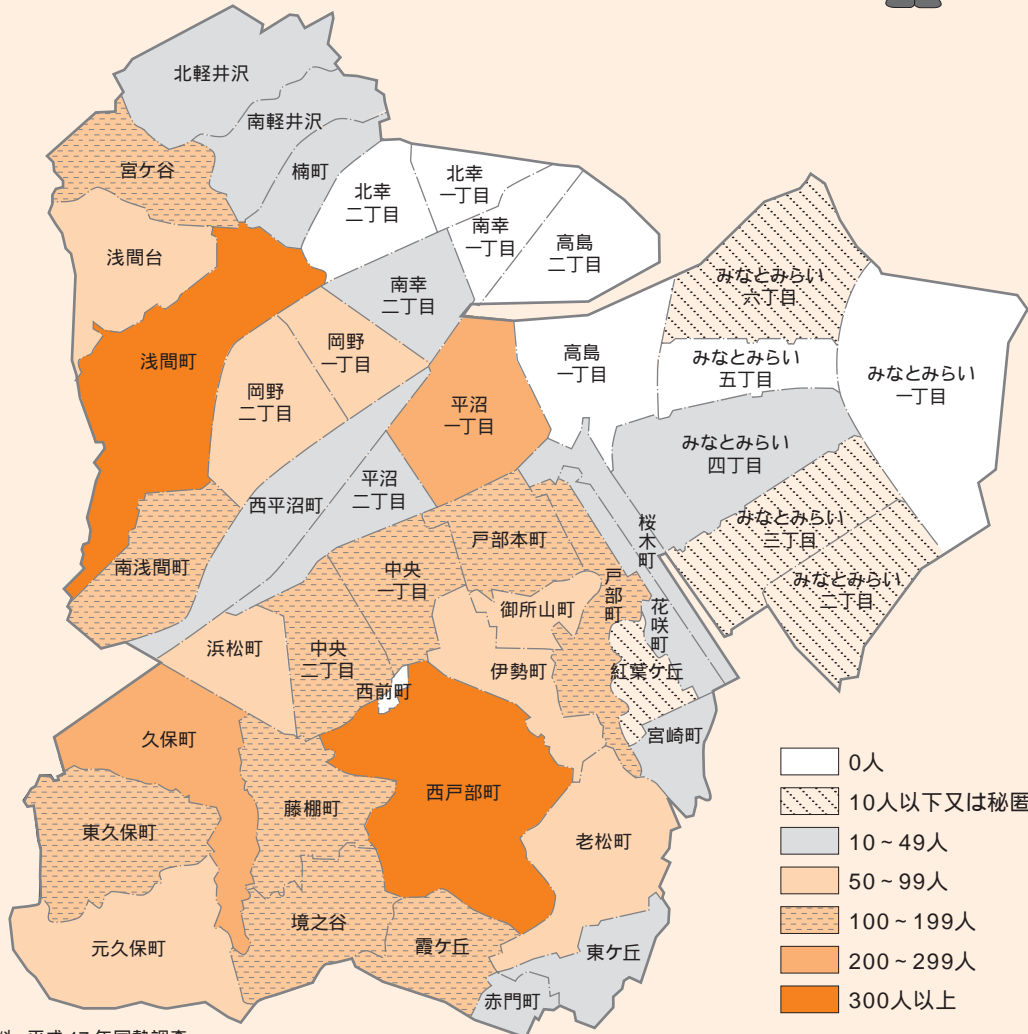 北軽井沢
南軽井沢
楠町
宮ケ谷
北幸
二丁目
北幸
一丁目
南幸
一丁目
高島
二丁目
浅間台
南幸
二丁目
みなとみらい
六丁目
浅間町
岡野
一丁目
岡野
二丁目
高島
一丁目
みなとみらい
五丁目
みなとみらい
一丁目
平沼
一丁目
みなとみらい
四丁目
平沼
二丁目
西平沼町
桜木町
みなとみらい
三丁目
南浅間町
戸部本町
中央
一丁目
戸部町
みなとみらい
二丁目
御所山町
花咲町
浜松町
中央
二丁目
伊勢町
紅葉ケ丘
西前町
宮崎町
久保町
西戸部町
藤棚町
東久保町
老松町
境之谷
霞ケ丘
元久保町
東ケ丘
赤門町
0人
10人以下又は秘匿
10~49人
50~99人
100~199人
200~299人
300人以上
平成17年国勢調査